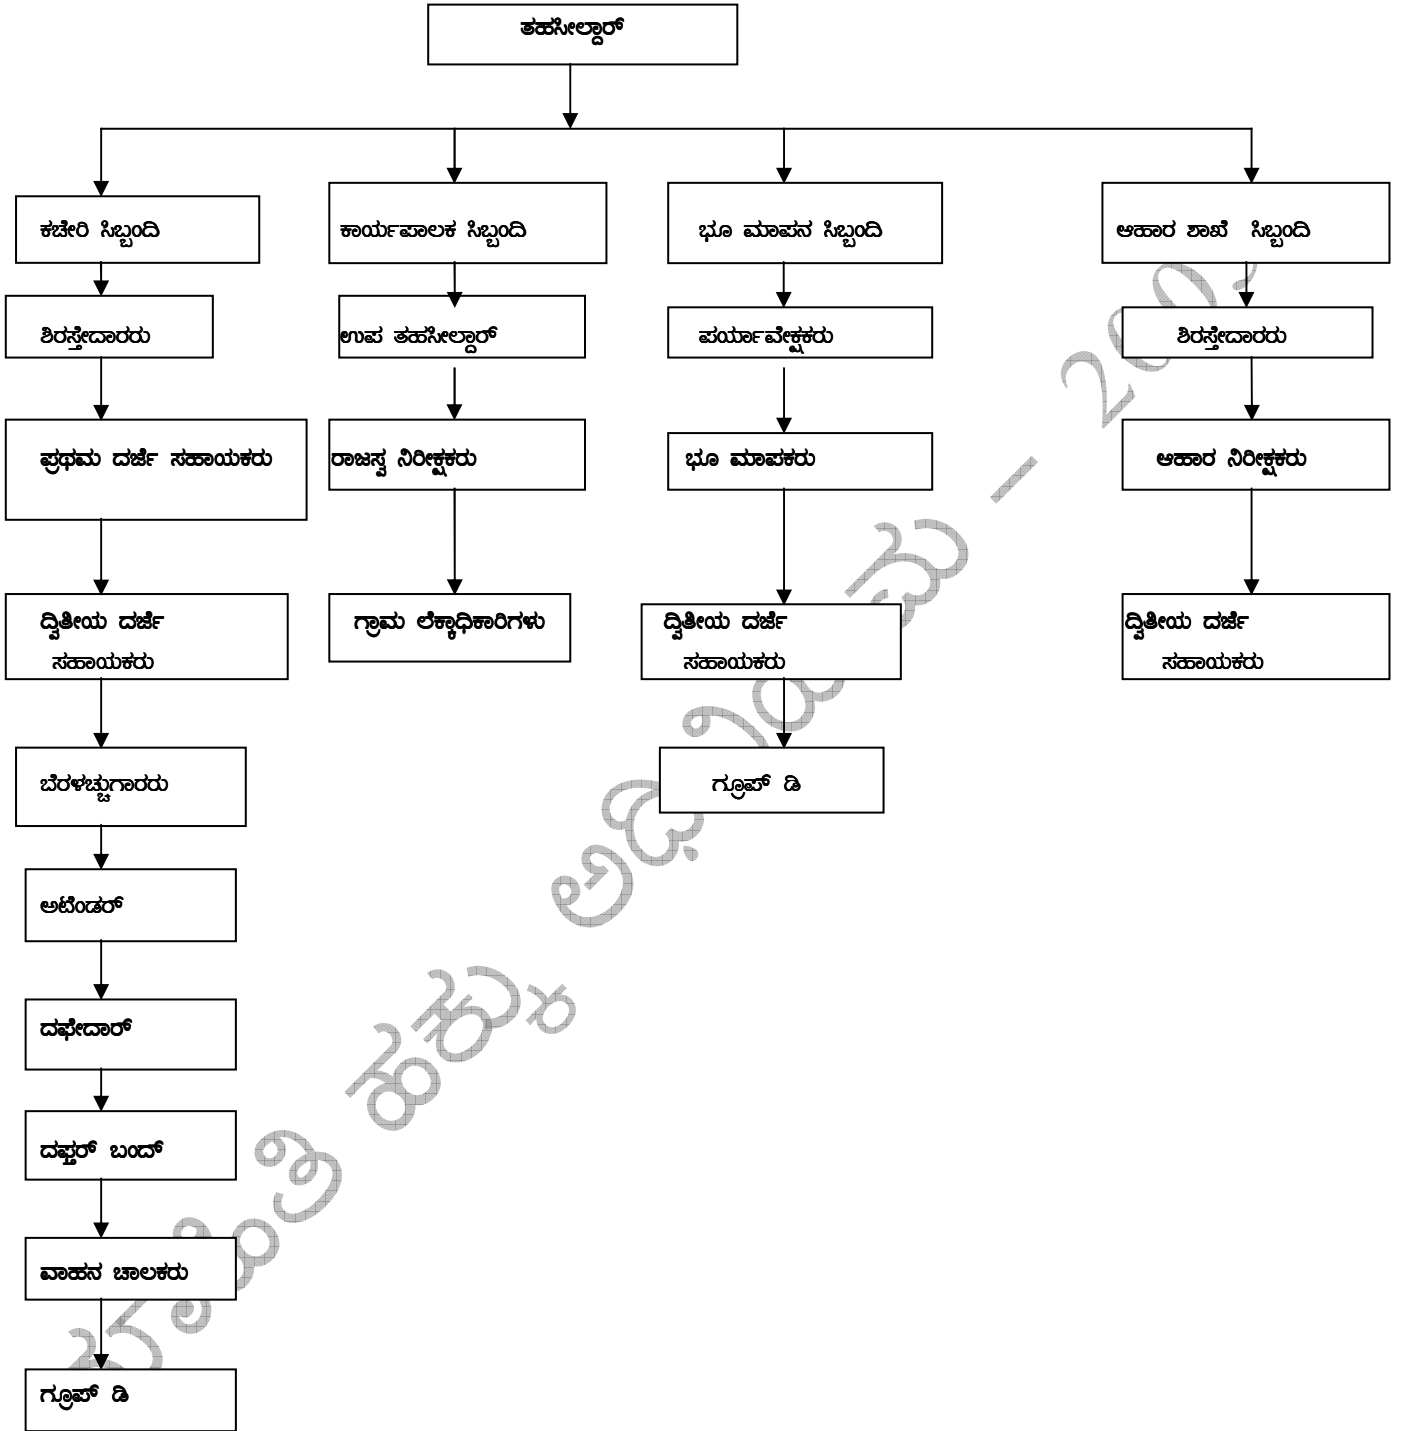 ತಹಸೀಲ್ದಾರ್
ಕಚೇರಿ ಸಿಬ್ಬಂದಿ
ಕಾರ್ಯಪಾಲಕ ಸಿಬ್ಬಂದಿ
ಭೂ ಮಾಪನ ಸಿಬ್ಬಂದಿ
ಆಹಾರ ಶಾಖೆ ಸಿಬ್ಬಂದಿ
ಶಿರಸ್ತೇದಾರರು
ಉಪ ತಹಸೀಲ್ದಾರ್
ಪರ್ಯಾವೇಕ್ಷಕರು
ಶಿರಸ್ತೇದಾರರು
ಪ್ರಥಮ ದರ್ಜೆ ಸಹಾಯಕರು
ರಾಜಸ್ವ ನಿರೀಕ್ಷಕರು
ಭೂ ಮಾಪಕರು
ಆಹಾರ ನಿರೀಕ್ಷಕರು
ದ್ವಿತೀಯ ದರ್ಜೆ
ಸಹಾಯಕರು
ಗ್ರಾಮ ಲೆಕ್ಕಾಧಿಕಾರಿಗಳು
ದ್ವಿತೀಯ ದರ್ಜೆ
ಸಹಾಯಕರು
ದ್ವಿತೀಯ ದರ್ಜೆ
ಸಹಾಯಕರು
ಬೆರಳಚ್ಚುಗಾರರು
ಗ್ರೂಪ್ ಡಿ
ಅಟೆಂಡರ್
ದಫೇದಾರ್
ದಫ್ತರ್ ಬಂದ್
ವಾಹನ ಚಾಲಕರು
ಗ್ರೂಪ್ ಡಿ
ಹಕ್ಕು